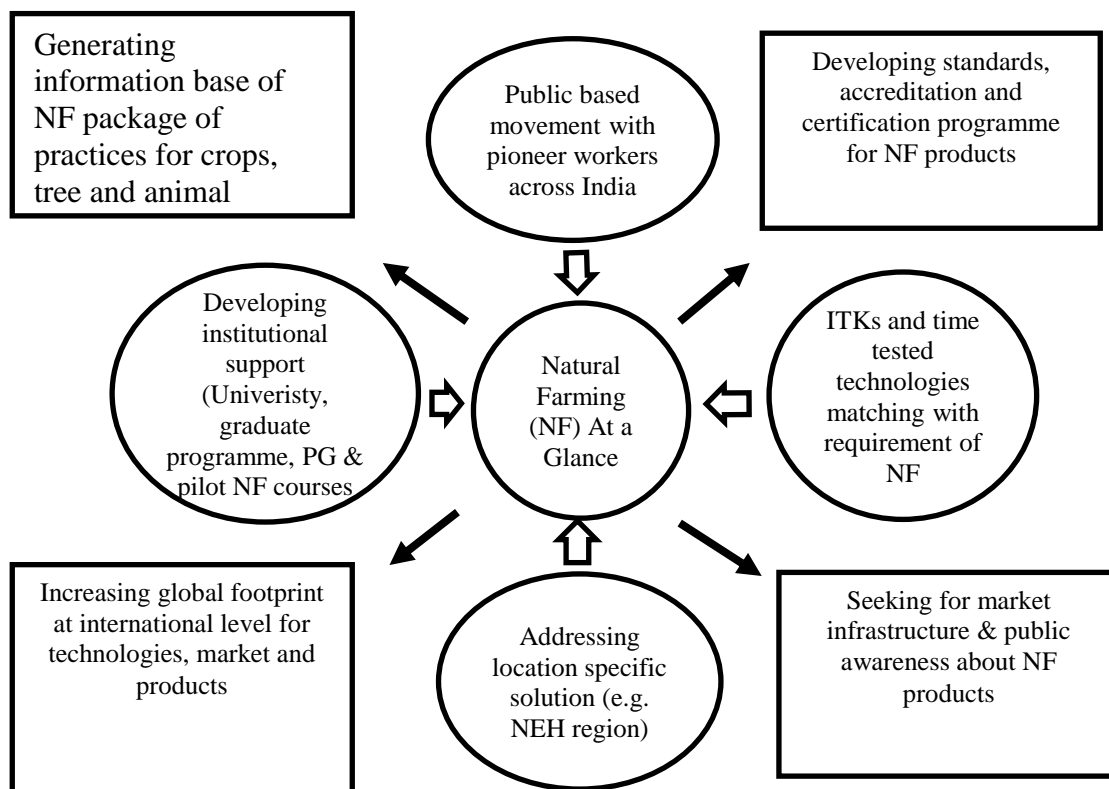 Generating
information base of
NF package of
practices for crops,
tree and animal
Public based
movement with
pioneer workers
across India
Developing standards,
accreditation and
certification programme
for NF products
Developing
institutional
support
(Univeristy,
graduate
programme, PG &
pilot NF courses
Natural
Farming
(NF) At a
Glance
ITKs and time
tested
technologies
matching with
requirement of
NF
Increasing global footprint
at international level for
technologies, market and
products
Addressing
location specific
solution (e.g.
NEH region)
Seeking for market
infrastructure & public
awareness about NF
products